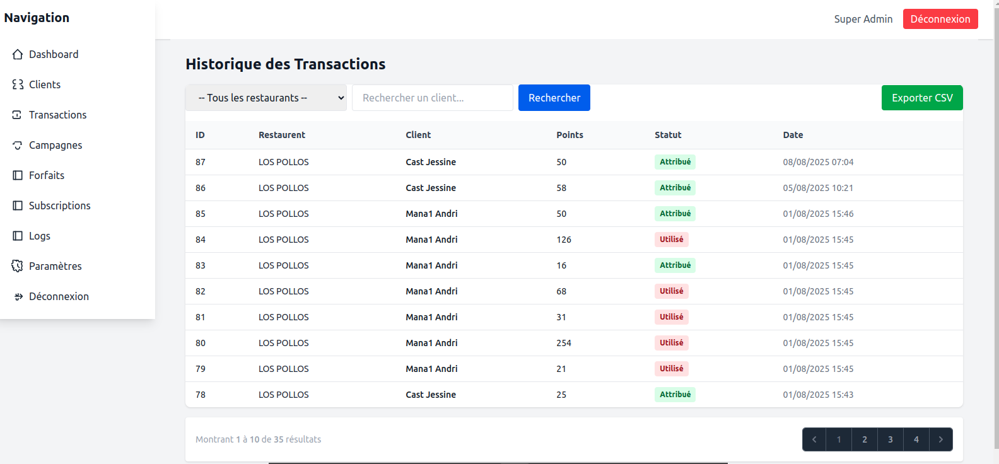 Navigation
Super Admin Déconnexion
Dashboard
Clients
Transactions
Campagnes
Forfaits
Subscriptions
Logs
Paramètres
Déconnexion
Historique des Transactions
-- Tous les restaurants -- Rechercher un client... Rechercher Exporter CSV
ID Restaurent Client Points Statut Date
87 LOS POLLOS Cast Jessine 50 Attribué 08/08/2025 07:04
86 LOS POLLOS Cast Jessine 58 Attribué 05/08/2025 10:21
85 LOS POLLOS Mana1 Andri 50 Attribué 01/08/2025 15:46
84 LOS POLLOS Mana1 Andri 126 Utilisé 01/08/2025 15:45
83 LOS POLLOS Mana1 Andri 16 Attribué 01/08/2025 15:45
82 LOS POLLOS Mana1 Andri 68 Utilisé 01/08/2025 15:45
81 LOS POLLOS Mana1 Andri 31 Utilisé 01/08/2025 15:45
80 LOS POLLOS Mana1 Andri 254 Utilisé 01/08/2025 15:45
79 LOS POLLOS Mana1 Andri 21 Utilisé 01/08/2025 15:45
78 LOS POLLOS Cast Jessine 25 Attribué 01/08/2025 15:43
Montrant 1 à 10 de 35 résultats 1 2 3 4